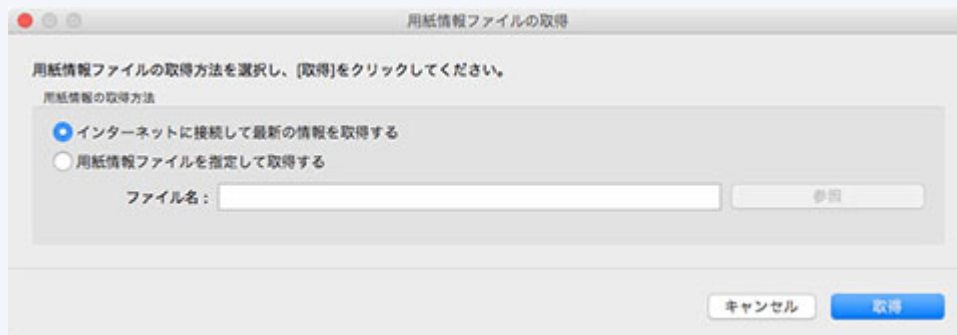 用紙情報ファイルの取得
用紙情報ファイルの取得方法を選択し、[取得]をクリックしてください。
用紙情報の取得方法
インターネットに接続して最新の情報を取得する
用紙情報ファイルを指定して取得する
ファイル名：
参照
キャンセル
取得